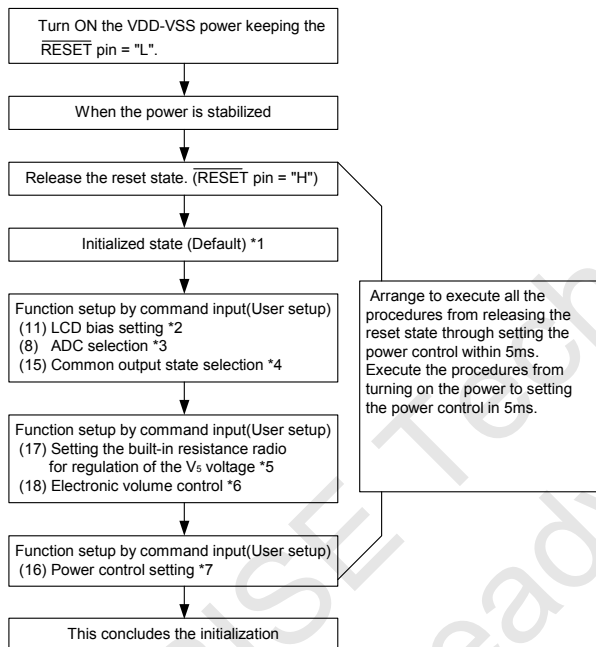 Turn ON the VDD-VSS power keeping the
RESET pin = "L".
When the power is stabilized
Release the reset state. (RESET pin = "H")
Initialized state (Default) *1
Function setup by command input(User setup)
(11) LCD bias setting *2
(8) ADC selection *3
(15) Common output state selection *4
Function setup by command input(User setup)
(17) Setting the built-in resistance radio
for regulation of the V5 voltage *5
(18) Electronic volume control *6
Function setup by command input(User setup)
(16) Power control setting *7
This concludes the initialization
Arrange to execute all the
procedures from releasing the
reset state through setting the
power control within 5ms.
Execute the procedures from
turning on the power to setting
the power control in 5ms.